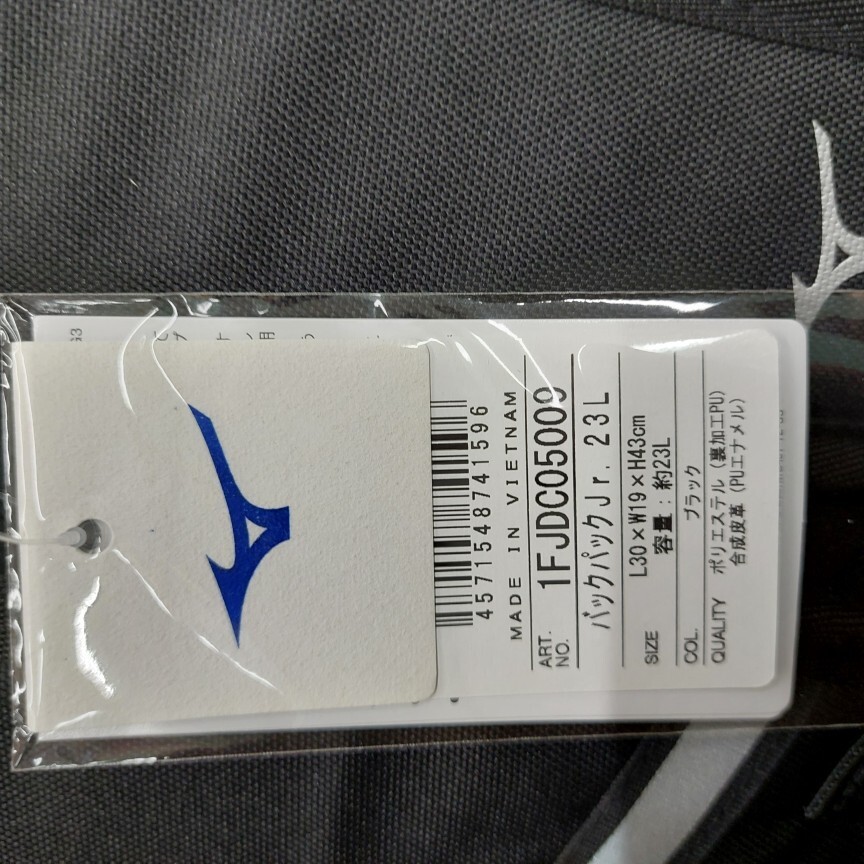 4571548741596
MADE IN VIETNAM
ART. NO. 1FJDC05009
バックパックJr.23L
SIZE L30×W19×H43cm
容量:約23L
COL. ブラック
QUALITY ポリエステル(裏加工PU)
合成皮革(PUエナメル)